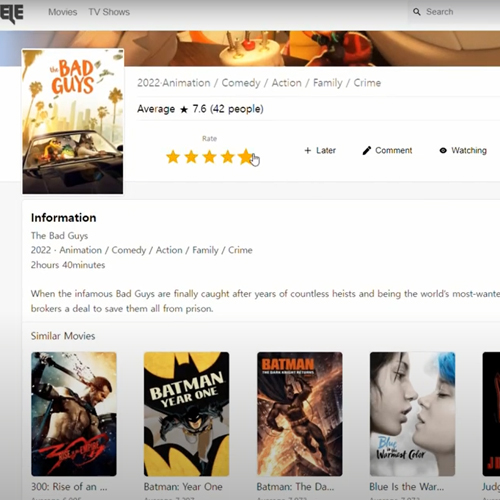 Movies TV Shows Search
the BAD GUYS
2022·Animation / Comedy / Action / Family / Crime
Average ★ 7.6 (42 people)
Rate
+ Later Comment Watching
Information
The Bad Guys
2022 · Animation / Comedy / Action / Family / Crime
2hours 40minutes
When the infamous Bad Guys are finally caught after years of countless heists and being the world's most-wante
brokers a deal to save them all from prison.
Similar Movies
BATMAN YEAR ONE
BATMAN
THE DARK KNIGHT RETURNS
Blue is the Warmest Color
300: Rise of an ... Batman: Year One Batman: The Da... Blue Is the War... Judg